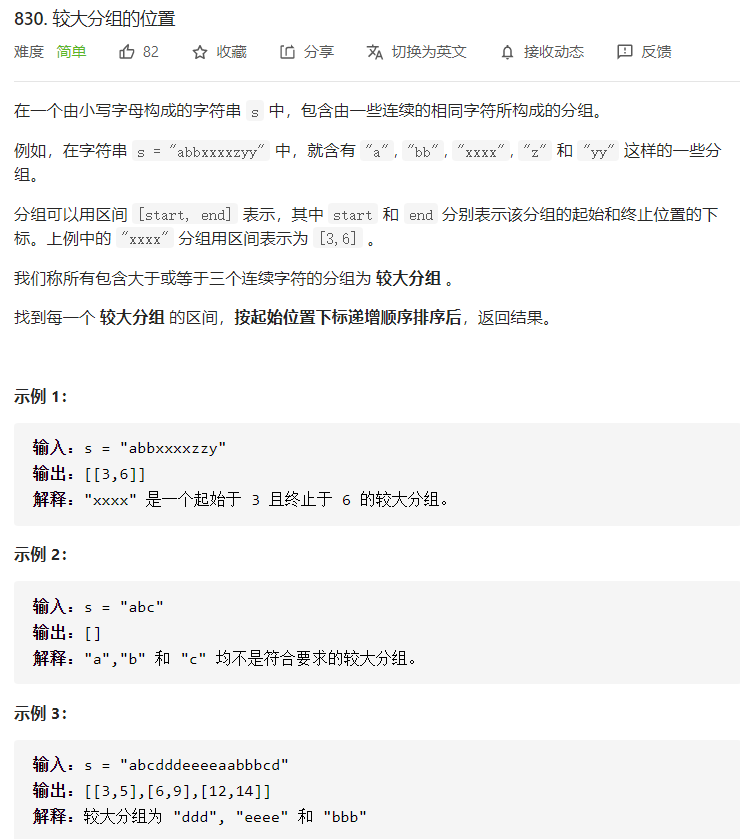 830. 较大分组的位置
难度 简单 82 收藏 分享 切换为英文 接收动态 反馈
在一个由小写字母构成的字符串 s 中，包含由一些连续的相同字符所构成的分组。
例如，在字符串 s = "abbxxxxzyy" 中，就含有 "a", "bb", "xxxx", "z" 和 "yy" 这样的一些分
组。
分组可以用区间 [start, end] 表示，其中 start 和 end 分别表示该分组的起始和终止位置的下
标。上例中的 "xxxx" 分组用区间表示为 [3,6] 。
我们称所有包含大于或等于三个连续字符的分组为 较大分组 。
找到每一个 较大分组 的区间，按起始位置下标递增顺序排序后，返回结果。
示例 1：
输入：s = "abbxxxxzzy"
输出：[[3,6]]
解释："xxxx" 是一个起始于 3 且终止于 6 的较大分组。
示例 2：
输入：s = "abc"
输出：[]
解释："a","b" 和 "c" 均不是符合要求的较大分组。
示例 3：
输入：s = "abcdddeeeeaabbbcd"
输出：[[3,5],[6,9],[12,14]]
解释：较大分组为 "ddd", "eeee" 和 "bbb"